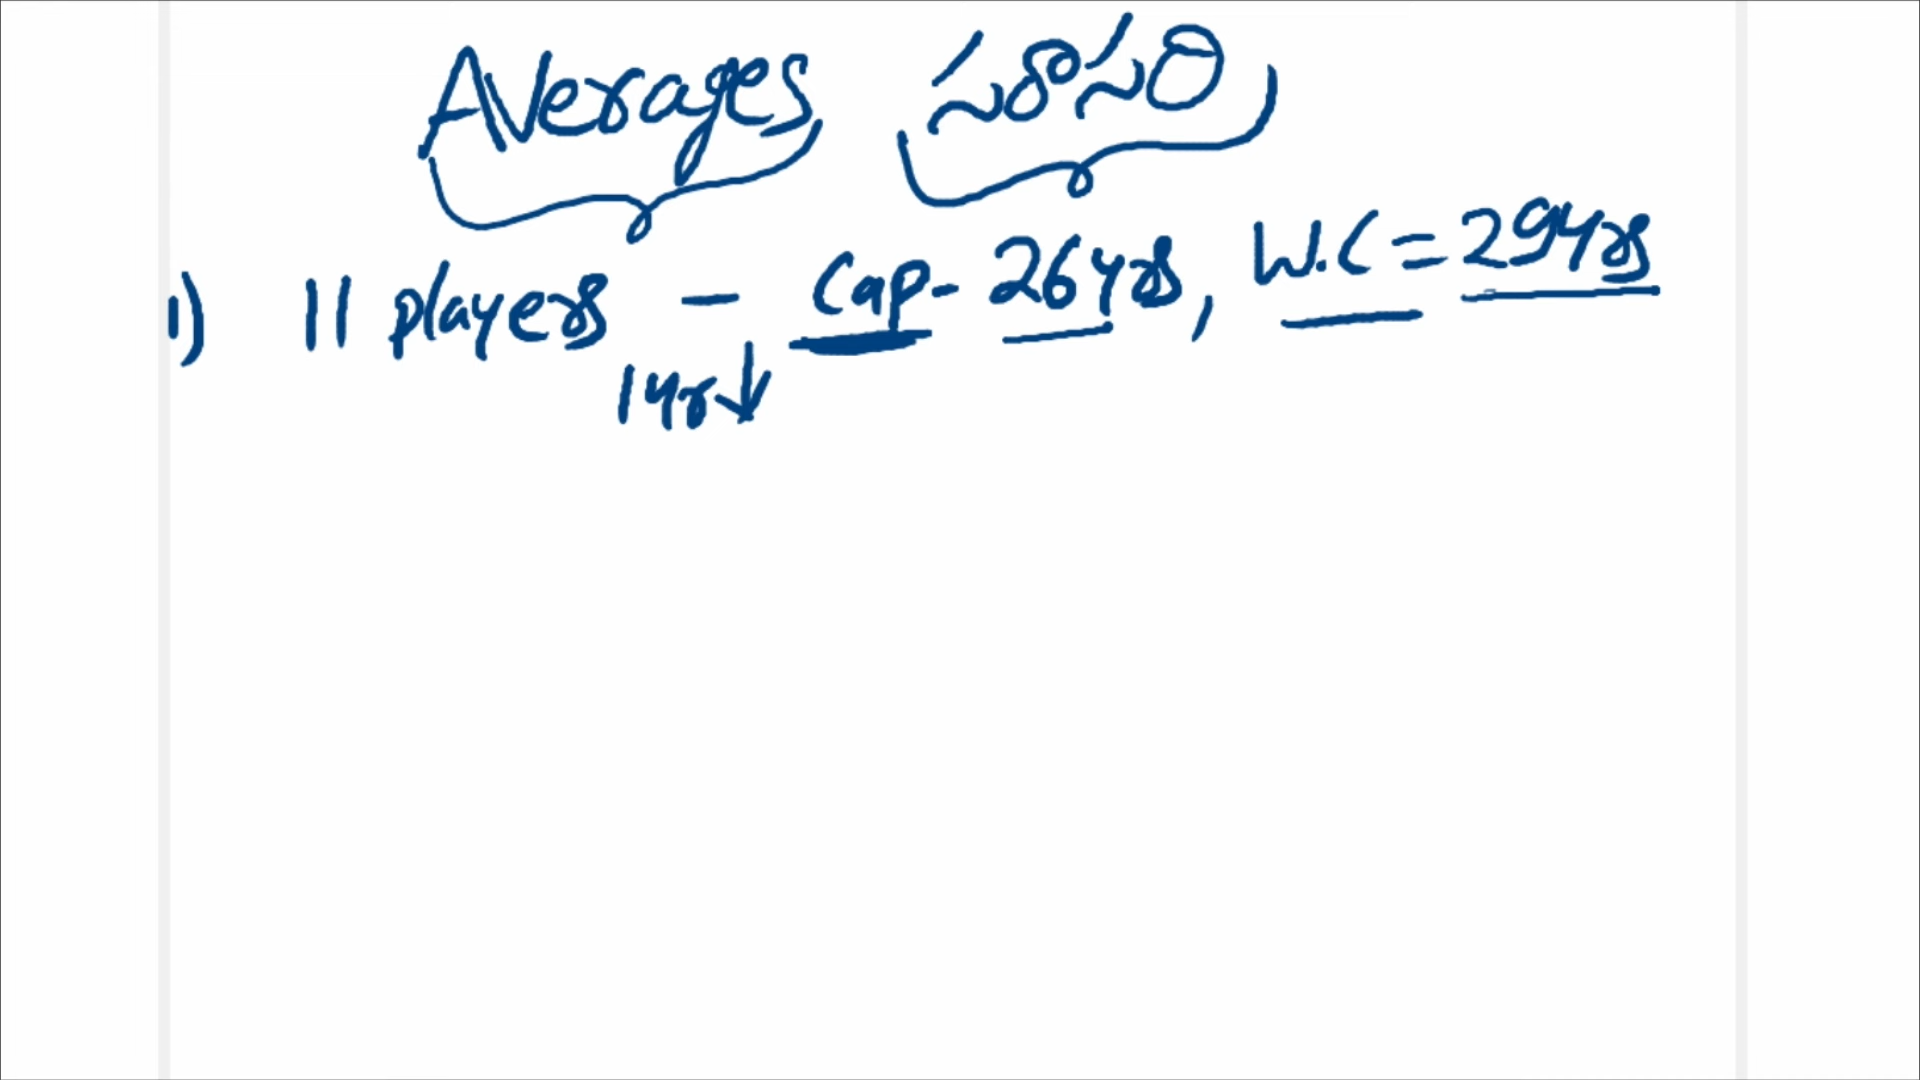 Averages, సరాసరి,
1) 11 players - Cap- 26yrs, W.C = 29yrs
1yr↓